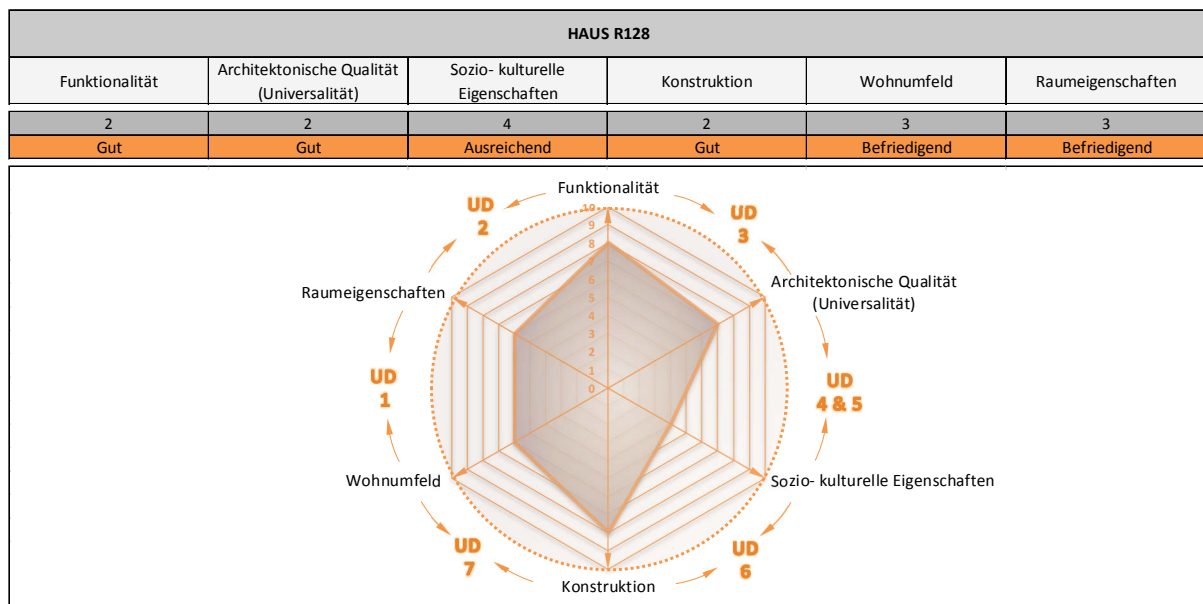 HAUS R128
Funktionalität
Architektonische Qualität
(Universalität)
Sozio- kulturelle
Eigenschaften
Konstruktion
Wohnumfeld
Raumeigenschaften
2
2
4
2
3
3
Gut
Gut
Ausreichend
Gut
Befriedigend
Befriedigend
Funktionalität
UD
2
UD
3
10
9
8
7
6
5
4
3
2
1
0
Raumeigenschaften
Architektonische Qualität
(Universalität)
UD
1
UD
4 & 5
Wohnumfeld
Sozio- kulturelle Eigenschaften
UD
7
UD
6
Konstruktion